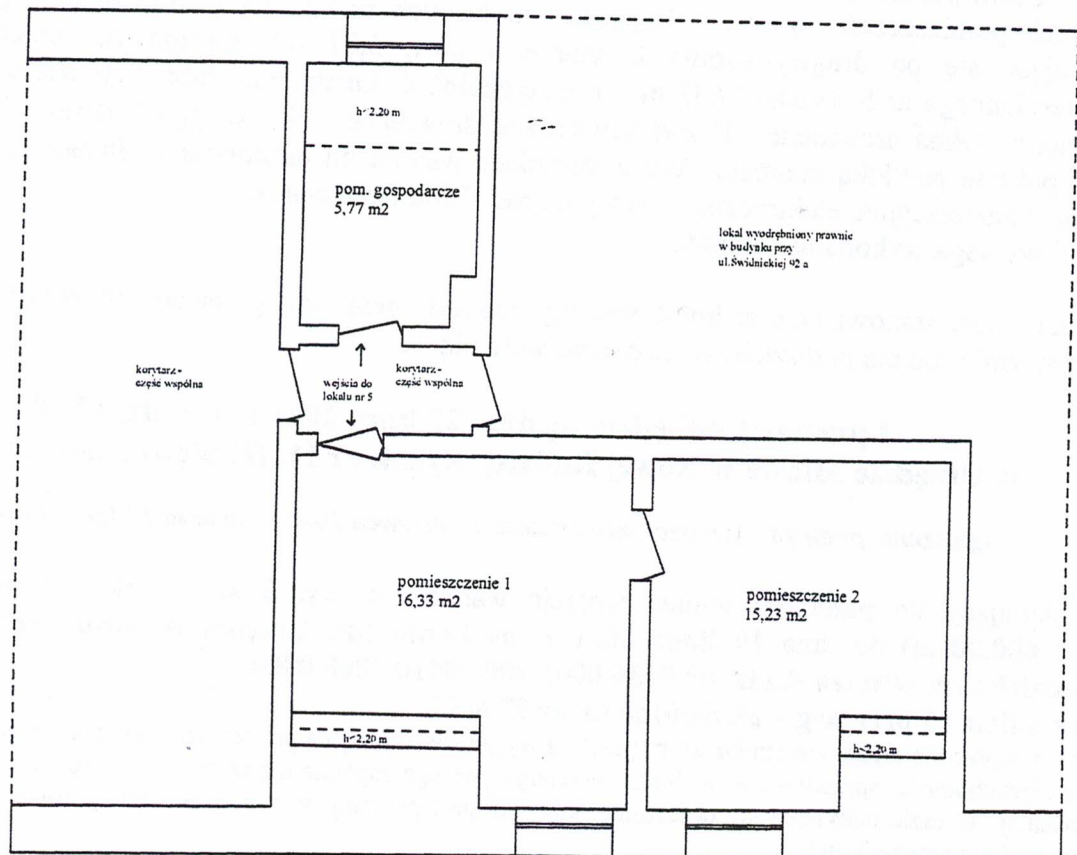 h<2.20 m
pom. gospodarcze
5,77 m2
lokal wyodrębniony prawnie
w budynku przy
ul.Świdnickiej 92 a
korytarz -
część wspólna
wejścia do
lokalu nr 5
korytarz -
część wspólna
pomieszczenie 1
16,33 m2
pomieszczenie 2
15,23 m2
h<2,20 m
h<2,20 m